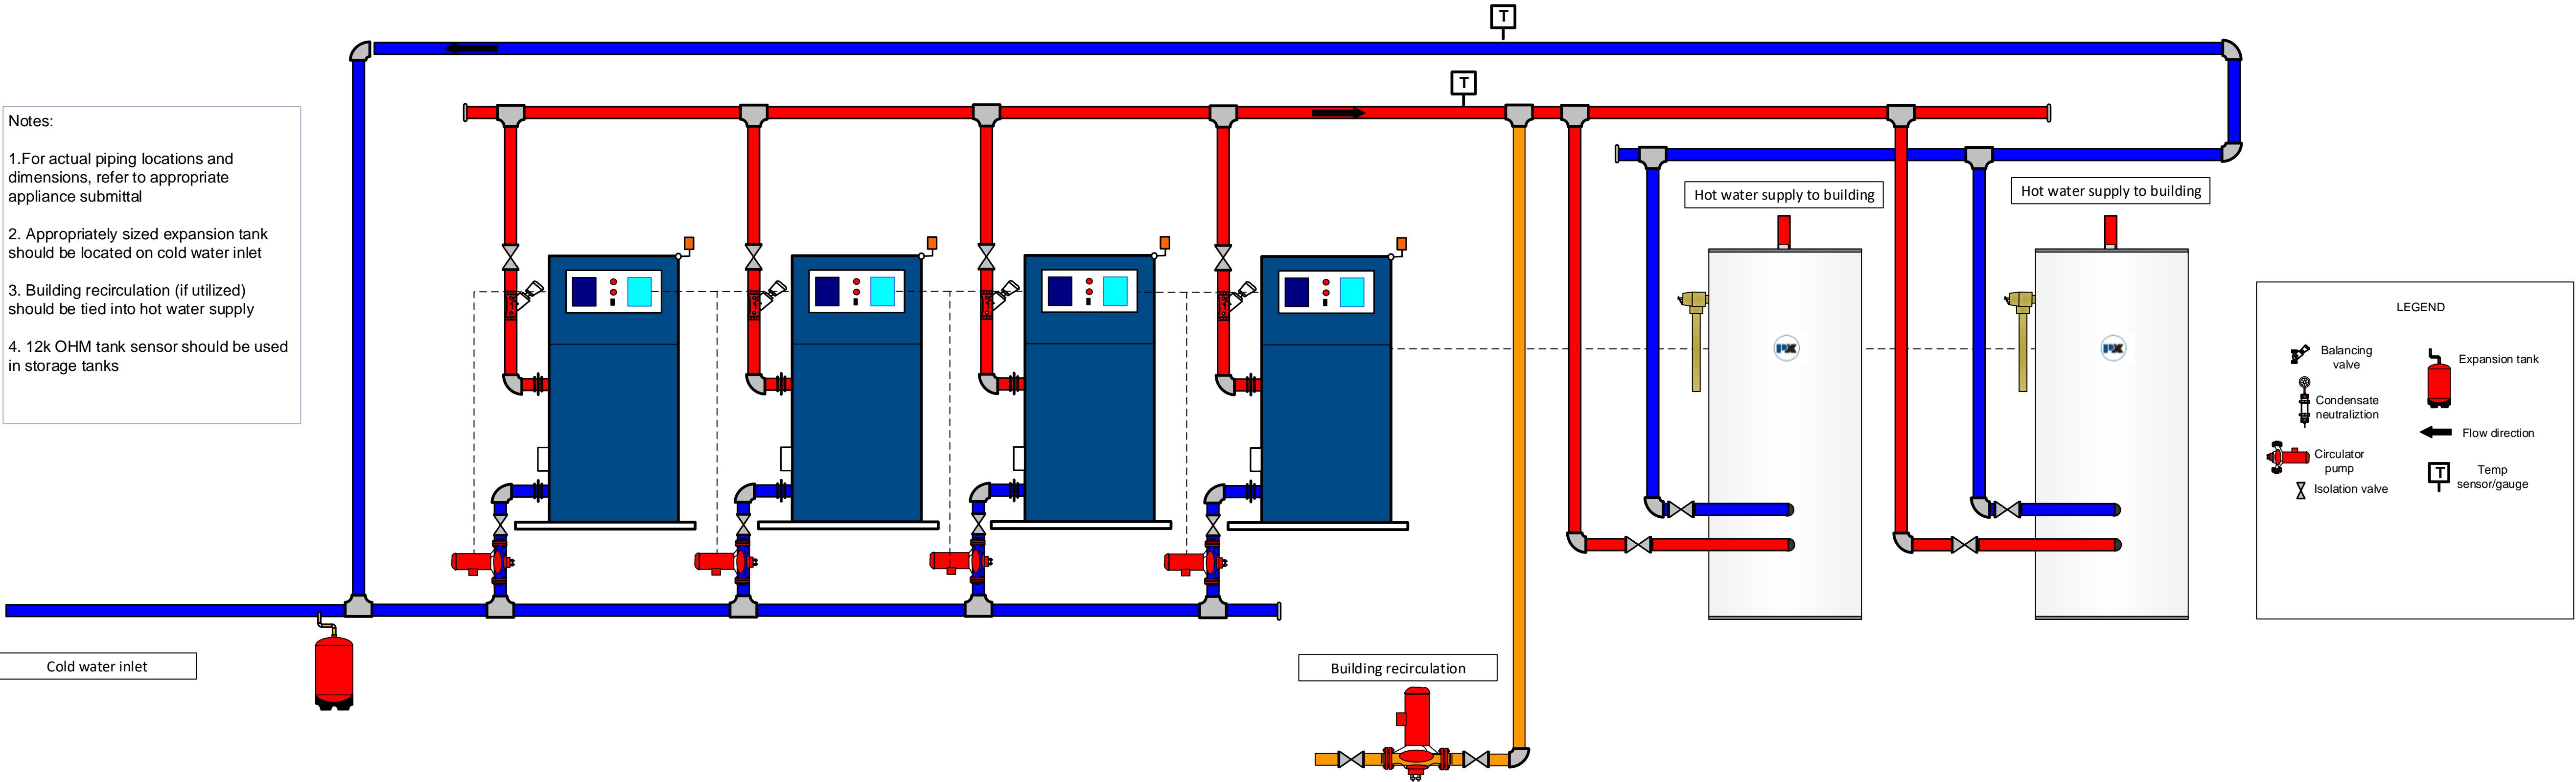 T
T
Notes:
1.For actual piping locations and
dimensions, refer to appropriate
appliance submittal
2. Appropriately sized expansion tank
should be located on cold water inlet
3. Building recirculation (if utilized)
should be tied into hot water supply
4. 12k OHM tank sensor should be used
in storage tanks
Hot water supply to building
Hot water supply to building
PX
PX
LEGEND
Balancing
valve
Expansion tank
Condensate
neutraliztion
Flow direction
Circulator
pump
T
Temp
sensor/gauge
Isolation valve
Cold water inlet
Building recirculation